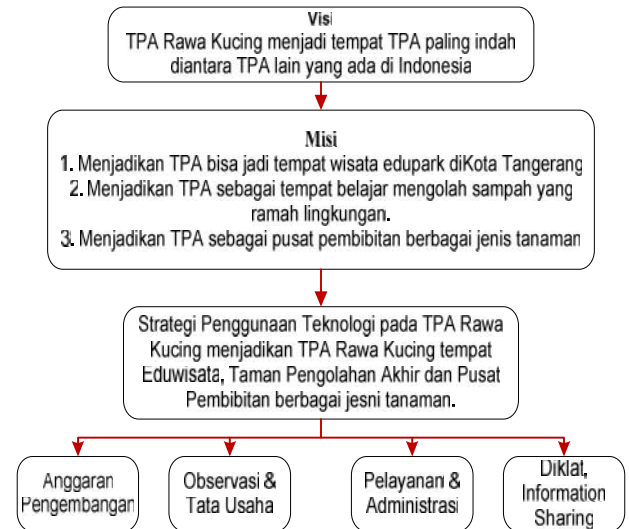 Visi
TPA Rawa Kucing menjadi tempat TPA paling indah
diantara TPA lain yang ada di Indonesia
Misi
1. Menjadikan TPA bisa jadi tempat wisata edupark diKota Tangerang
2. Menjadikan TPA sebagai tempat belajar mengolah sampah yang
ramah lingkungan.
3. Menjadikan TPA sebagai pusat pembibitan berbagai jenis tanaman
Strategi Penggunaan Teknologi pada TPA Rawa
Kucing menjadikan TPA Rawa Kucing tempat
Eduwisata, Taman Pengolahan Akhir dan Pusat
Pembibitan berbagai jesni tanaman.
Anggaran
Pengembangan
Observasi &
Tata Usaha
Pelayanan &
Administrasi
Diklat,
Information
Sharing